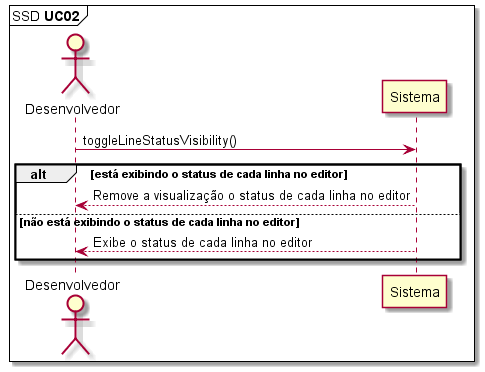 SSD UC02
Desenvolvedor
Sistema
toggleLineStatusVisibility()
alt [está exibindo o status de cada linha no editor]
Remove a visualização o status de cada linha no editor
[não está exibindo o status de cada linha no editor]
Exibe o status de cada linha no editor
Desenvolvedor
Sistema